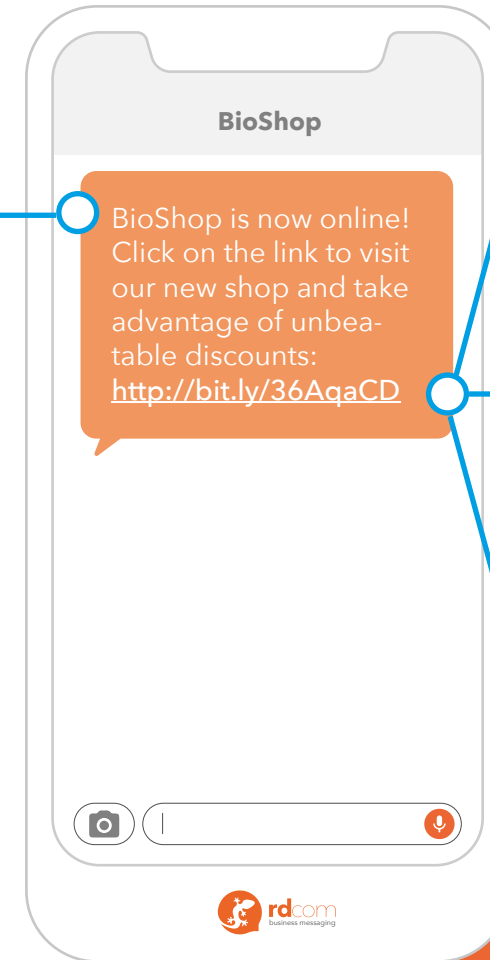 BioShop
BioShop is now online!
Click on the link to visit
our new shop and take
advantage of unbea-
table discounts:
http://bit.ly/36AqaCD
rdcom
business messaging